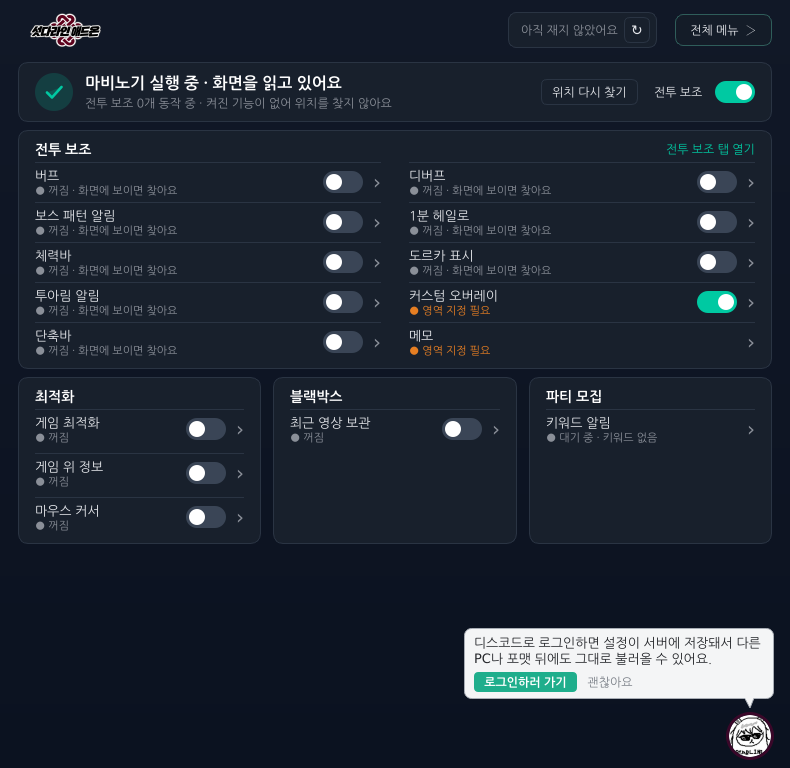 섯다라인 애드온
아직 재지 않았어요 ↻
전체 메뉴 ＞
마비노기 실행 중 · 화면을 읽고 있어요
전투 보조 0개 동작 중 · 켜진 기능이 없어 위치를 찾지 않아요
위치 다시 찾기
전투 보조
전투 보조
전투 보조 탭 열기
버프
● 꺼짐 · 화면에 보이면 찾아요
디버프
● 꺼짐 · 화면에 보이면 찾아요
보스 패턴 알림
● 꺼짐 · 화면에 보이면 찾아요
1분 헤일로
● 꺼짐 · 화면에 보이면 찾아요
체력바
● 꺼짐 · 화면에 보이면 찾아요
도르카 표시
● 꺼짐 · 화면에 보이면 찾아요
투아림 알림
● 꺼짐 · 화면에 보이면 찾아요
커스텀 오버레이
● 영역 지정 필요
단축바
● 꺼짐 · 화면에 보이면 찾아요
메모
● 영역 지정 필요
최적화
게임 최적화
● 꺼짐
게임 위 정보
● 꺼짐
마우스 커서
● 꺼짐
블랙박스
최근 영상 보관
● 꺼짐
파티 모집
키워드 알림
● 대기 중 · 키워드 없음
디스코드로 로그인하면 설정이 서버에 저장돼서 다른
PC나 포맷 뒤에도 그대로 불러올 수 있어요.
로그인하러 가기
괜찮아요